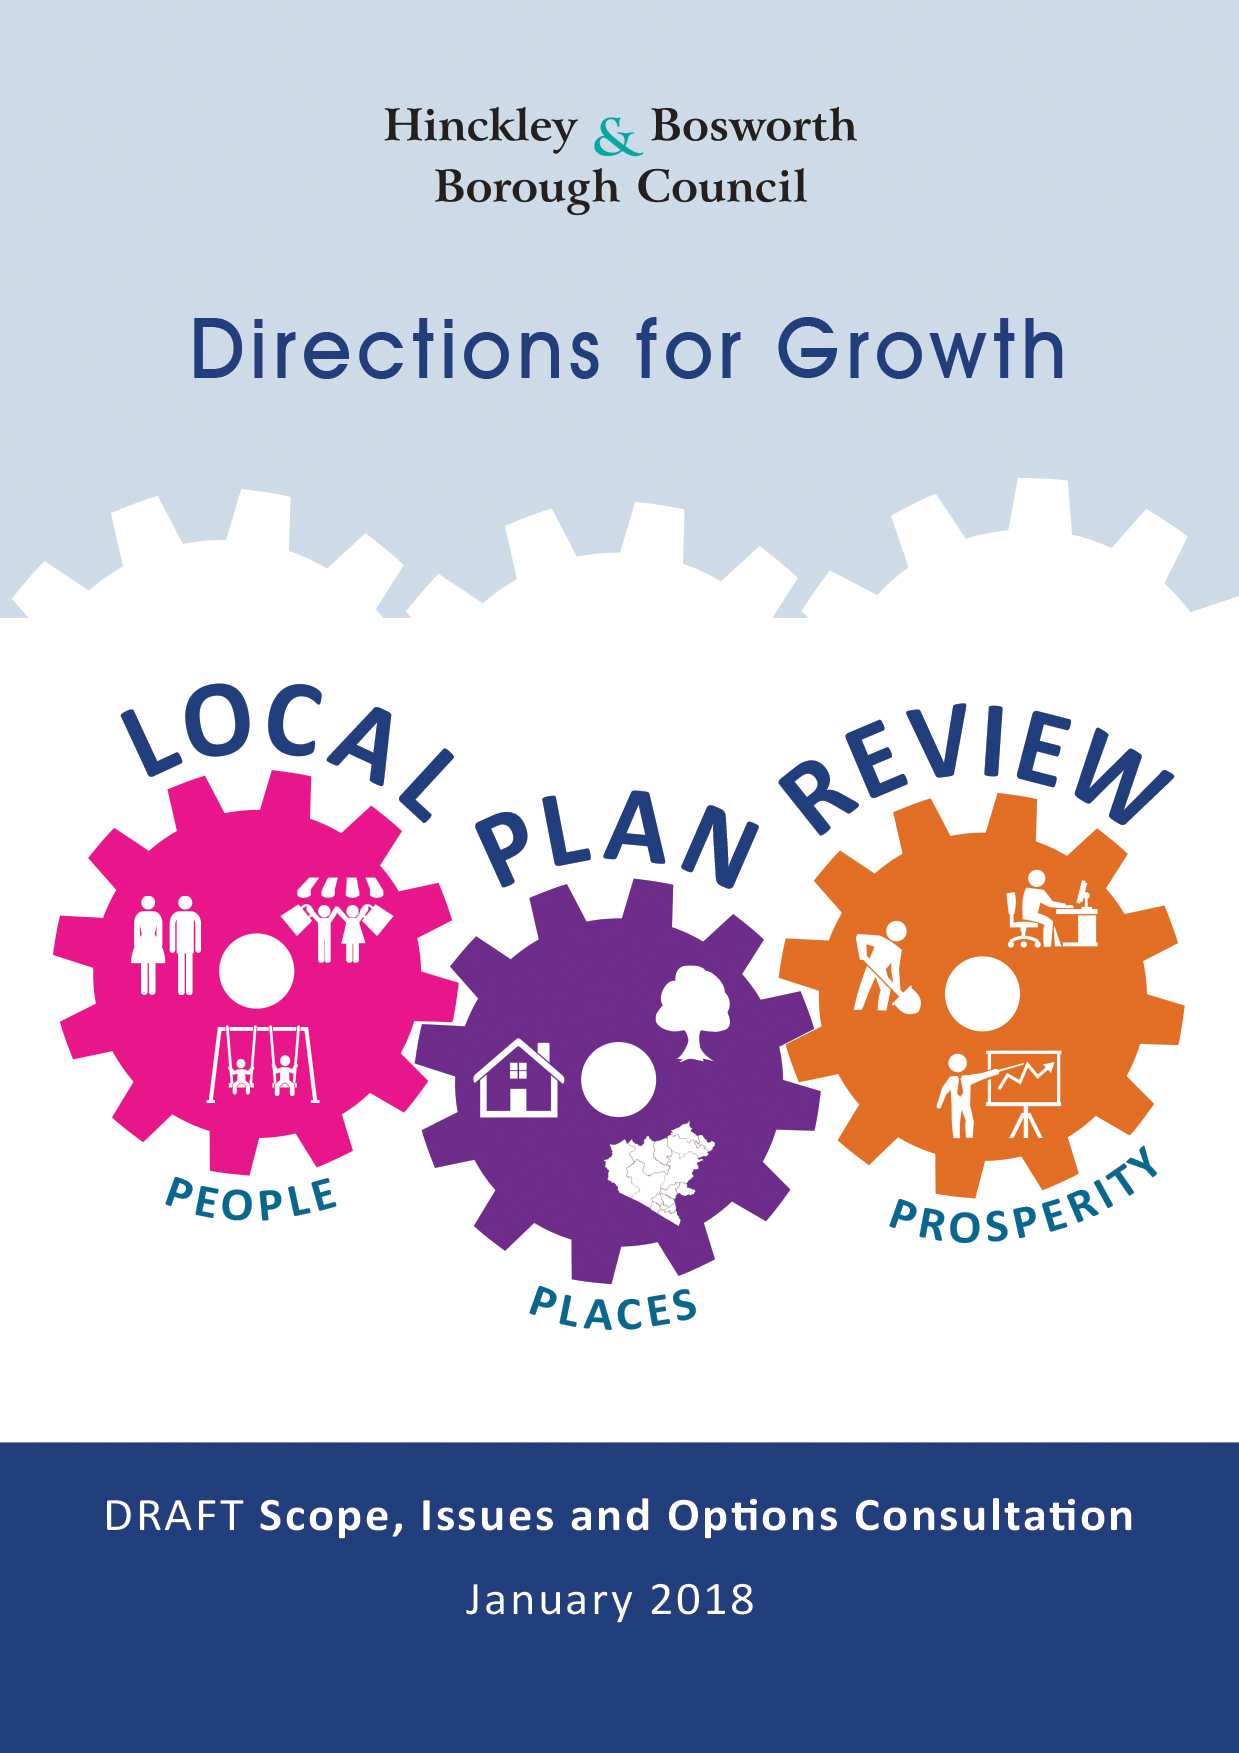 Hinckley & Bosworth
Borough Council
Directions for Growth
LOCAL PLAN REVIEW
PEOPLE
PLACES
PROSPERITY
DRAFT Scope, Issues and Options Consultation
January 2018